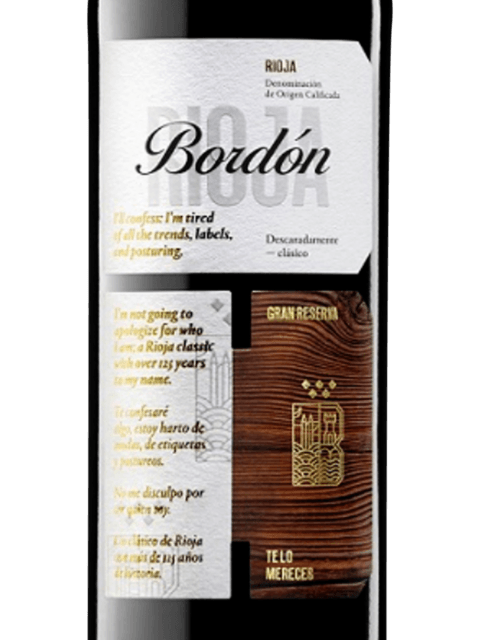 RIOJA
Denominación
de Origen Calificada
RIOJA
Bordón
I'll confess: I'm tired
of all the trends, labels,
and posturing,
Descaradamente
— clásico
I'm not going to
apologize for who
I am: a Rioja classic
with over 125 years
to my name.
Te confesaré
algo, estoy harto de
modas, de etiquetas
y postureos.
No me disculpo por
ser quien soy.
Un clásico de Rioja
con más de 125 años
de historia.
GRAN RESERVA
TE LO
MERECES